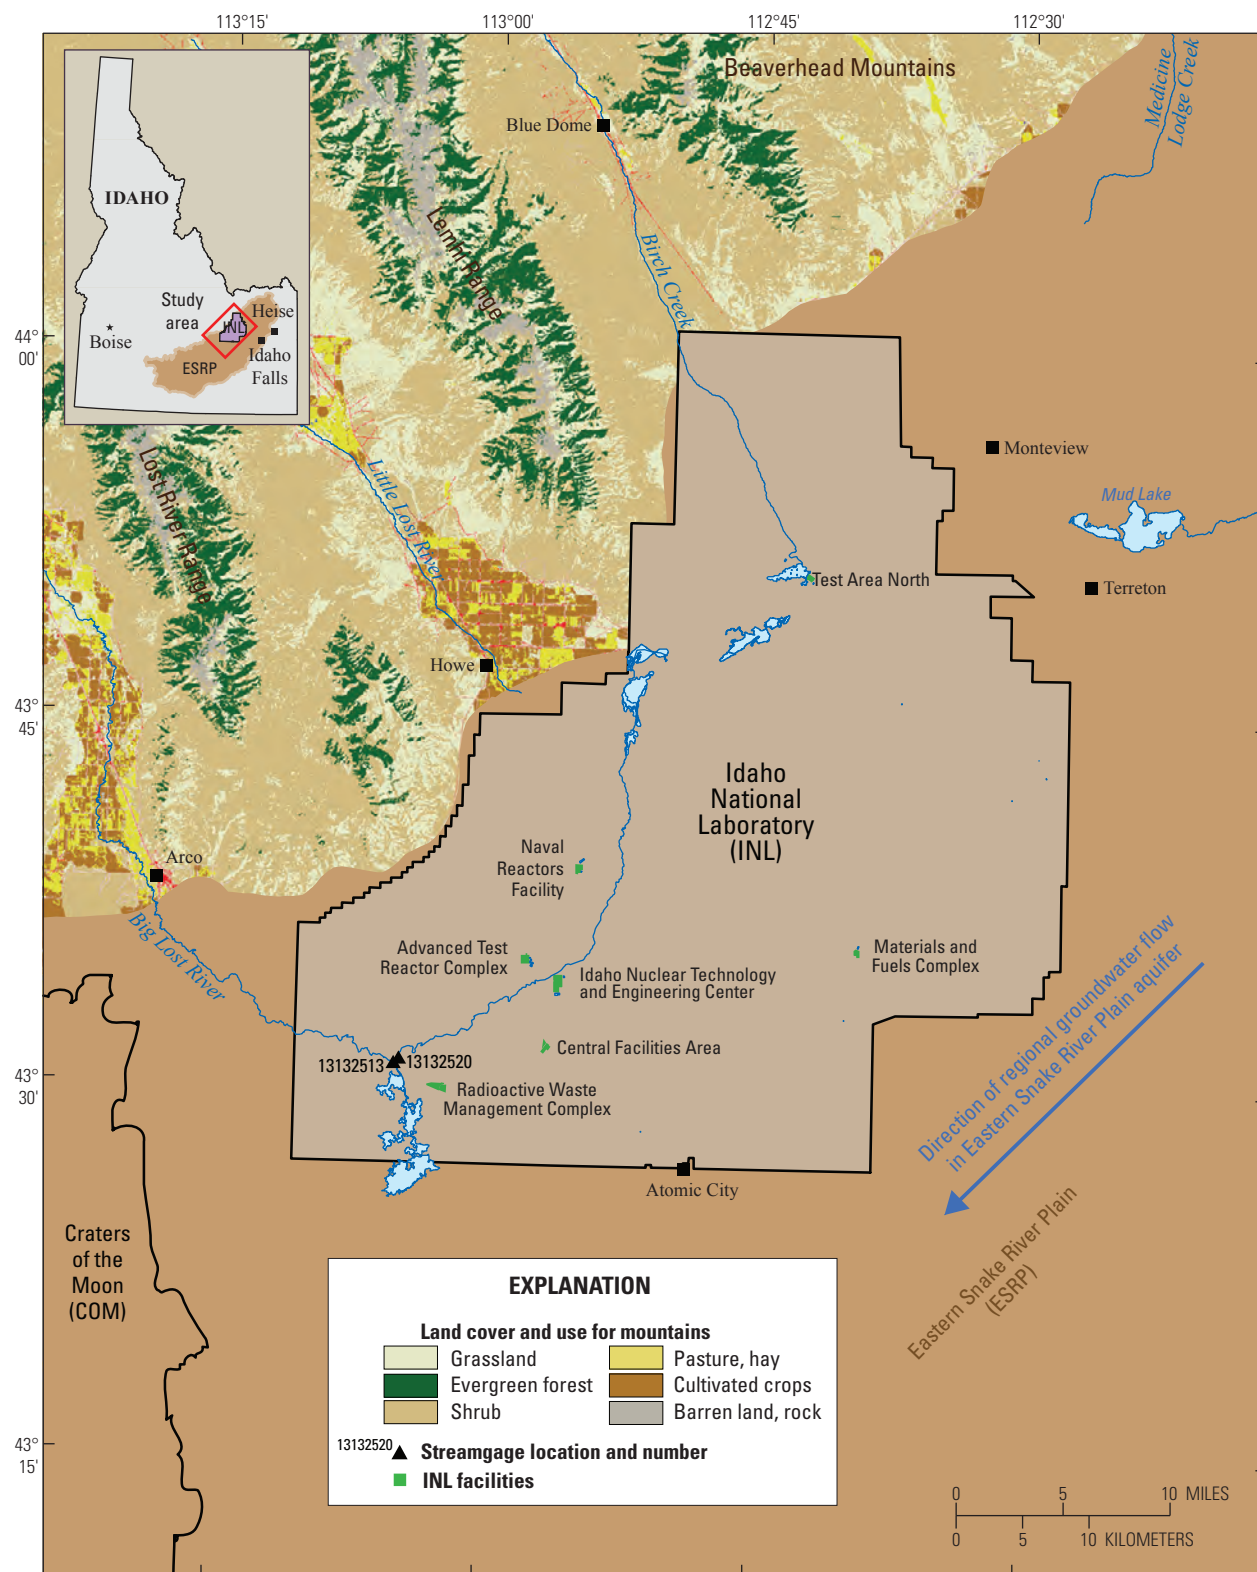 113°15'
113°00'
112°45'
112°30'
44°
00'
43°
45'
43°
30'
43°
15'
IDAHO
Study
area
Heise
INL
Boise
Idaho
Falls
ESRP
Beaverhead Mountains
Medicine
Lodge Creek
Blue Dome
Lemhi Range
Birch Creek
Monteview
Mud Lake
Lost River Range
Little Lost River
Test Area North
Terreton
Howe
Idaho
National
Laboratory
(INL)
Naval
Reactors
Facility
Arco
Big Lost River
Advanced Test
Reactor Complex
Idaho Nuclear Technology
and Engineering Center
Materials and
Fuels Complex
Central Facilities Area
13132513
13132520
Radioactive Waste
Management Complex
Direction of regional groundwater flow
in Eastern Snake River Plain aquifer
Atomic City
Eastern Snake River Plain
(ESRP)
Craters
of the
Moon
(COM)
EXPLANATION
Land cover and use for mountains
Grassland
Pasture, hay
Evergreen forest
Cultivated crops
Shrub
Barren land, rock
13132520 Streamgage location and number
INL facilities
0 5 10 MILES
0 5 10 KILOMETERS